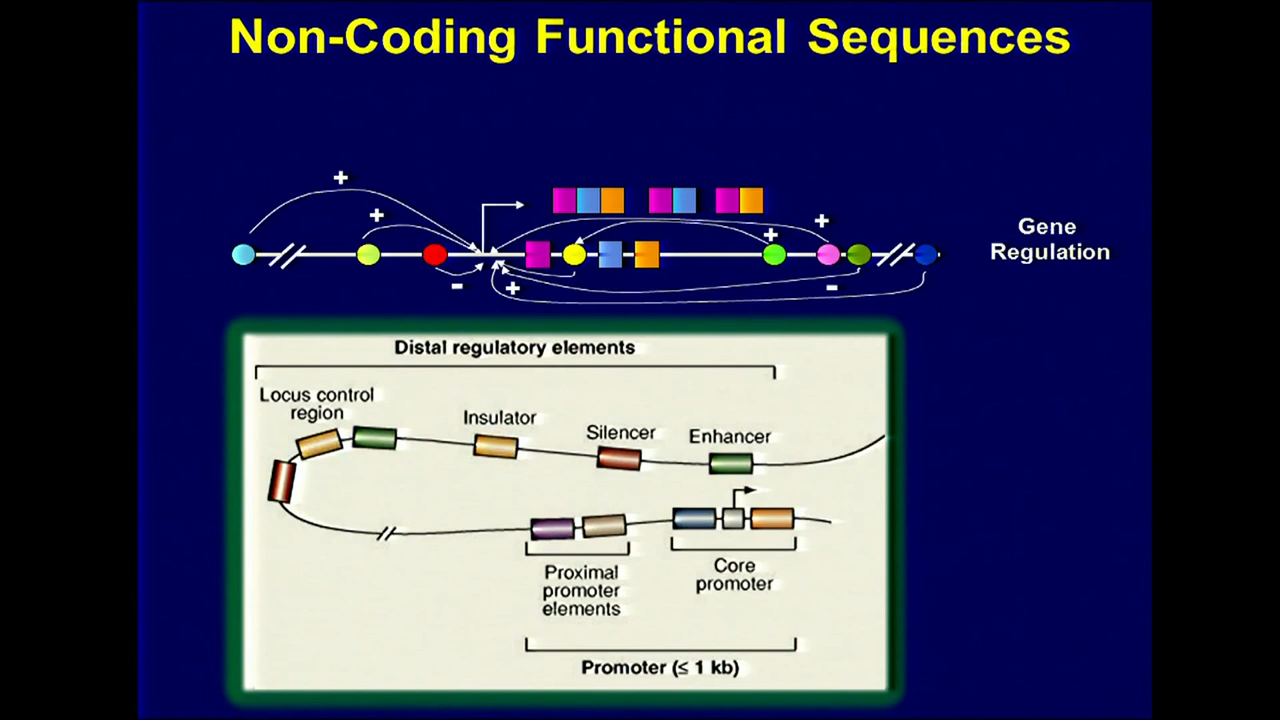 Non-Coding Functional Sequences
+
+
+
+
Gene
Regulation
-
+
-
Distal regulatory elements
Locus control
region
Insulator
Silencer
Enhancer
Proximal
promoter
elements
Core
promoter
Promoter (≤ 1 kb)